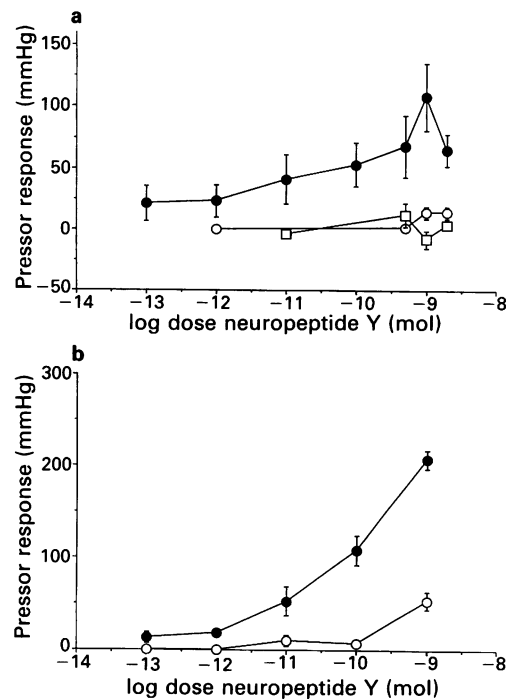 a
Pressor response (mmHg)
150
100
50
0
−50
−14 −13 −12 −11 −10 −9 −8
log dose neuropeptide Y (mol)
b
Pressor response (mmHg)
300
200
100
0
−14 −13 −12 −11 −10 −9 −8
log dose neuropeptide Y (mol)